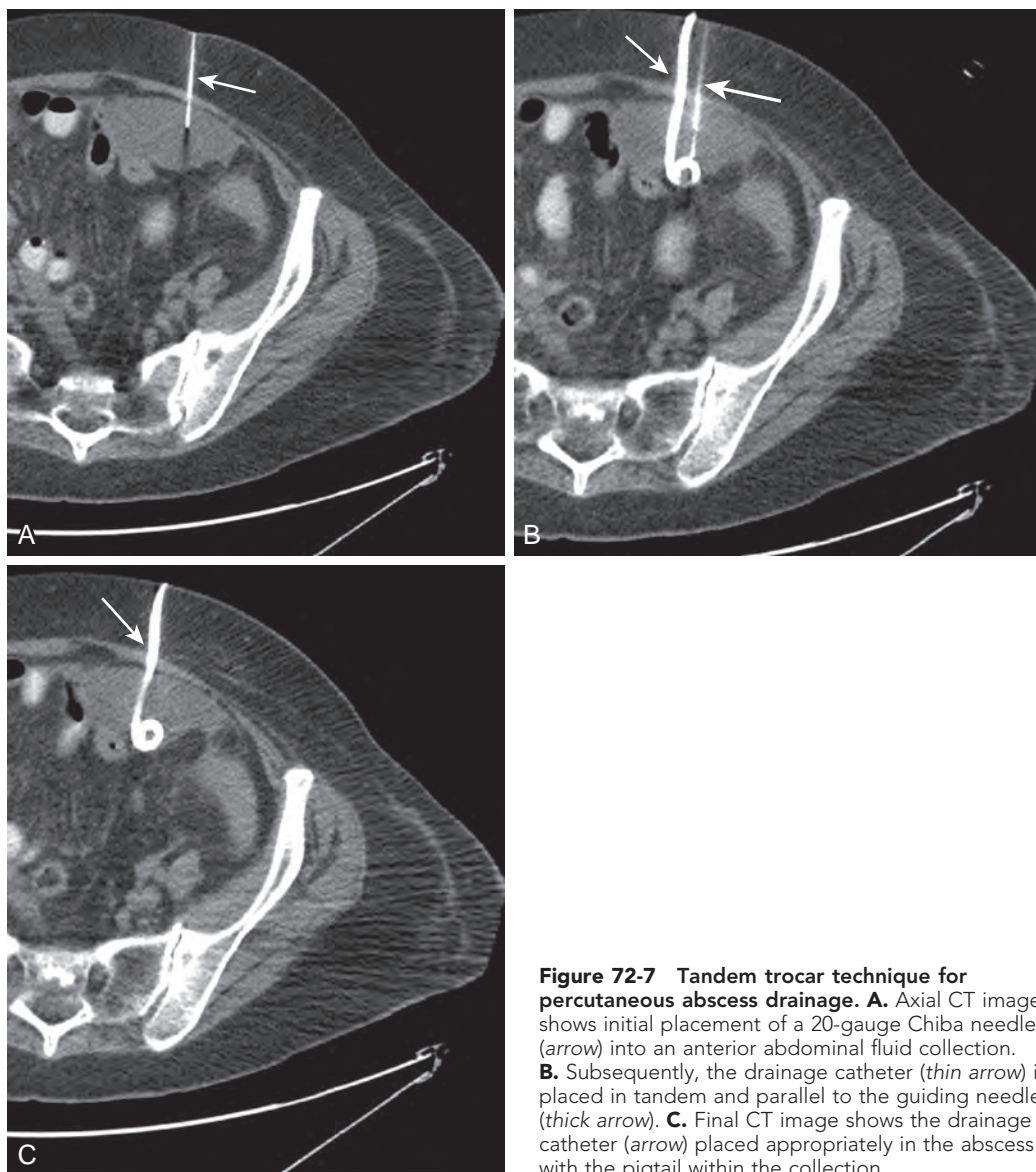 A
B
C
Figure 72-7 Tandem trocar technique for
percutaneous abscess drainage. A. Axial CT image
shows initial placement of a 20-gauge Chiba needle
(arrow) into an anterior abdominal fluid collection.
B. Subsequently, the drainage catheter (thin arrow)
placed in tandem and parallel to the guiding needle
(thick arrow). C. Final CT image shows the drainage
catheter (arrow) placed appropriately in the abscess
with the pigtail within the collection